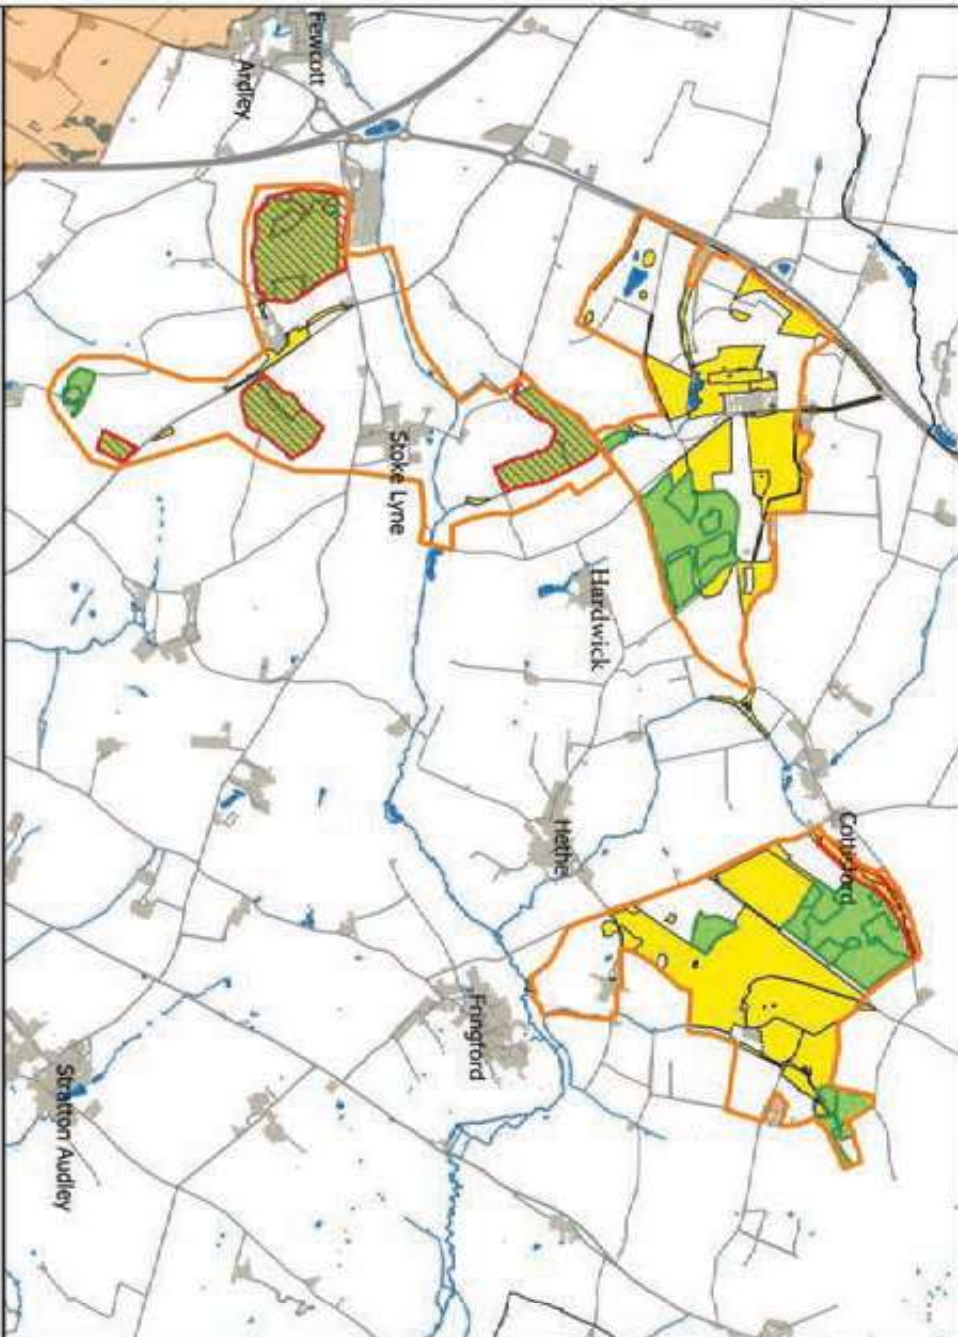 Fewcott
Ardley
Stoke Lyne
Hardwick
Hethe
Cottisford
Fringford
Stratton Audley